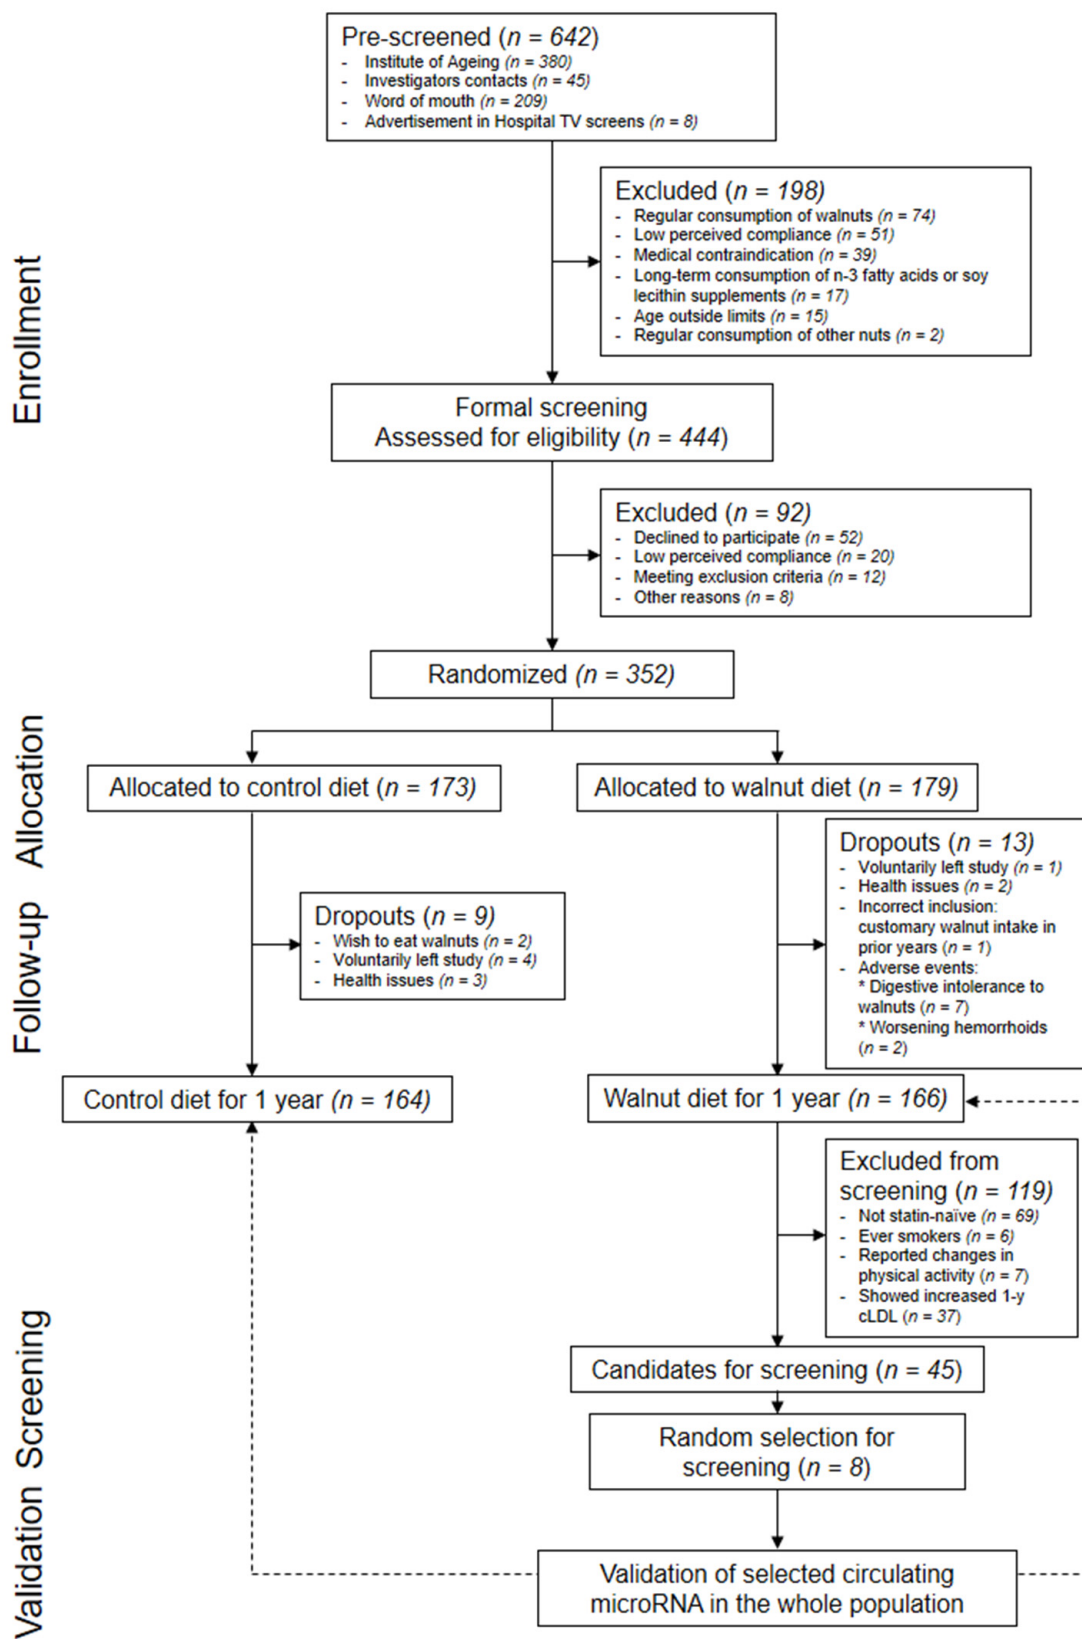 Pre-screened (n = 642)
- Institute of Ageing (n = 380)
- Investigators contacts (n = 45)
- Word of mouth (n = 209)
- Advertisement in Hospital TV screens (n = 8)
Excluded (n = 198)
- Regular consumption of walnuts (n = 74)
- Low perceived compliance (n = 51)
- Medical contraindication (n = 39)
- Long-term consumption of n-3 fatty acids or soy
lecithin supplements (n = 17)
- Age outside limits (n = 15)
- Regular consumption of other nuts (n = 2)
Enrollment
Formal screening
Assessed for eligibility (n = 444)
Excluded (n = 92)
- Declined to participate (n = 52)
- Low perceived compliance (n = 20)
- Meeting exclusion criteria (n = 12)
- Other reasons (n = 8)
Randomized (n = 352)
Allocation
Allocated to control diet (n = 173)
Allocated to walnut diet (n = 179)
Follow-up
Dropouts (n = 9)
- Wish to eat walnuts (n = 2)
- Voluntarily left study (n = 4)
- Health issues (n = 3)
Dropouts (n = 13)
- Voluntarily left study (n = 1)
- Health issues (n = 2)
- Incorrect inclusion:
customary walnut intake in
prior years (n = 1)
- Adverse events:
* Digestive intolerance to
walnuts (n = 7)
* Worsening hemorrhoids
(n = 2)
Control diet for 1 year (n = 164)
Walnut diet for 1 year (n = 166)
Excluded from
screening (n = 119)
- Not statin-naïve (n = 69)
- Ever smokers (n = 6)
- Reported changes in
physical activity (n = 7)
- Showed increased 1-y
cLDL (n = 37)
Screening
Candidates for screening (n = 45)
Random selection for
screening (n = 8)
Validation
Validation of selected circulating
microRNA in the whole population